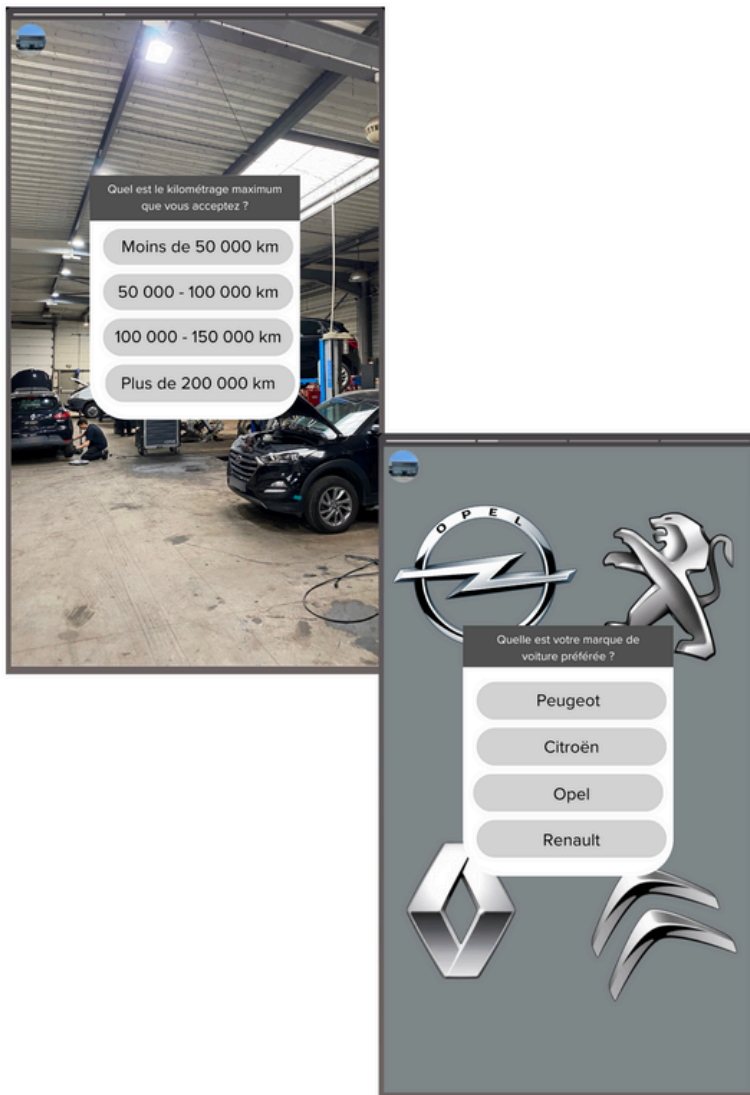 Quel est le kilométrage maximum
que vous acceptez ?
Moins de 50 000 km
50 000 - 100 000 km
100 000 - 150 000 km
Plus de 200 000 km
OPEL
Quelle est votre marque de
voiture préférée ?
Peugeot
Citroën
Opel
Renault